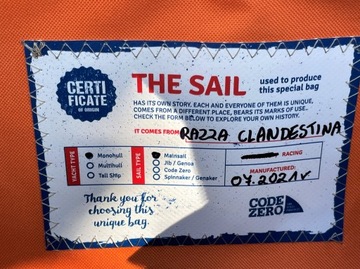 CERTI
FICATE
OF ORIGIN
THE SAIL
used to produce
this special bag
HAS ITS OWN STORY. EACH AND EVERYONE OF THEM IS UNIQUE,
COMES FROM A DIFFERENT PLACE, BEARS ITS MARKS OF USE.
CHECK THE FORM BELOW TO EXPLORE YOUR OWN HISTORY.
IT COMES FROM RAZZA CLANDESTINA
YACHT TYPE
Monohull
Multihull
Tall Ship
SAIL TYPE
Mainsail
Jib / Genoa
Code Zero
Spinnaker / Genaker
RACING
MANUFACTURED:
04.2021
Thank you for
choosing this
unique bag.
CODE
ZERO